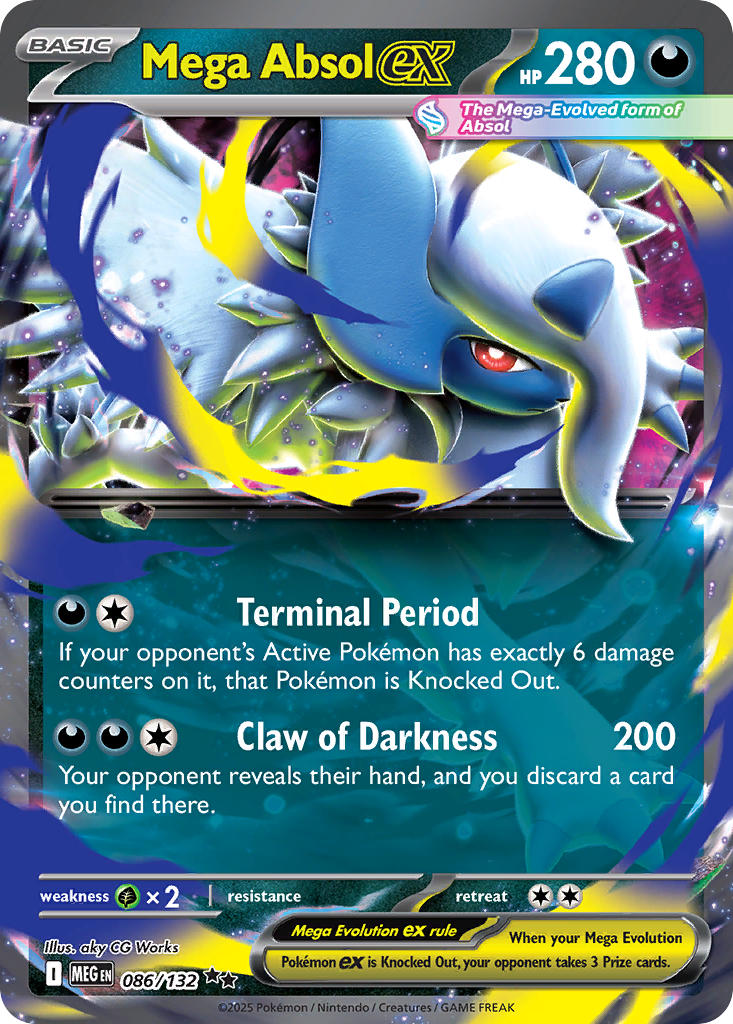 BASIC
Mega Absol ex
HP 280
The Mega-Evolved form of
Absol
Terminal Period
If your opponent's Active Pokémon has exactly 6 damage
counters on it, that Pokémon is Knocked Out.
Claw of Darkness 200
Your opponent reveals their hand, and you discard a card
you find there.
weakness ×2 resistance retreat
Mega Evolution ex rule
When your Mega Evolution
Pokémon ex is Knocked Out, your opponent takes 3 Prize cards.
Illus. aky CG Works
I MEG EN 086/132
©2025 Pokémon / Nintendo / Creatures / GAME FREAK